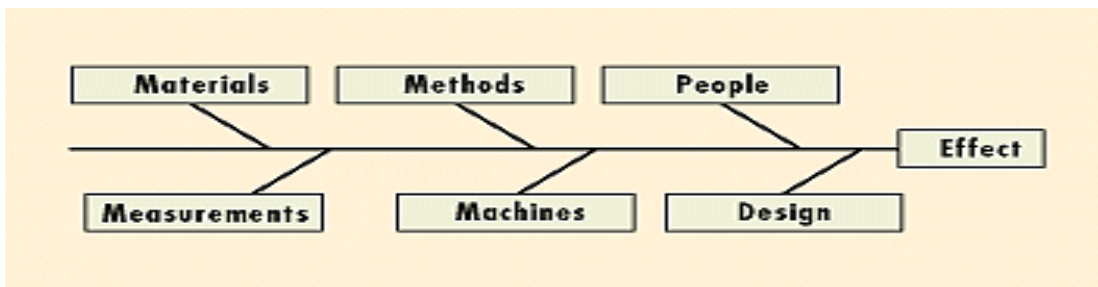 Materials
Methods
People
Effect
Measurements
Machines
Design